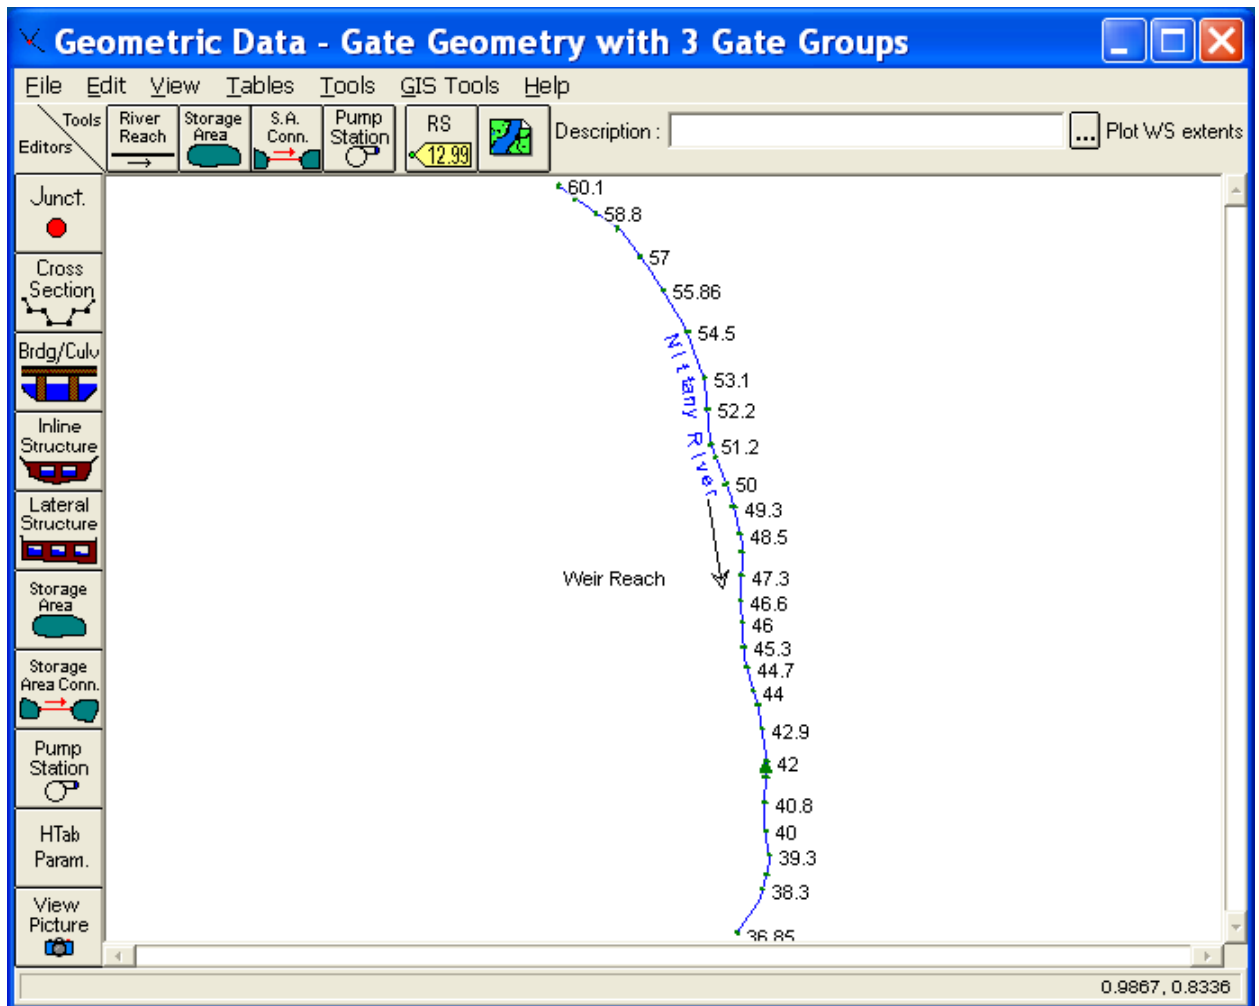 Geometric Data - Gate Geometry with 3 Gate Groups
File Edit View Tables Tools GIS Tools Help
Tools
Editors
River
Reach
Storage
Area
S.A.
Conn.
Pump
Station
RS
12.99
Description :
...
Plot WS extents
Junct.
Cross
Section
Brdg/Culv
Inline
Structure
Lateral
Structure
Storage
Area
Storage
Area Conn.
Pump
Station
HTab
Param.
View
Picture
60.1
58.8
57
55.86
54.5
53.1
52.2
51.2
50
49.3
48.5
47.3
46.6
46
45.3
44.7
44
42.9
42
40.8
40
39.3
38.3
36.85
Nittany River
Weir Reach
0.9867, 0.8336